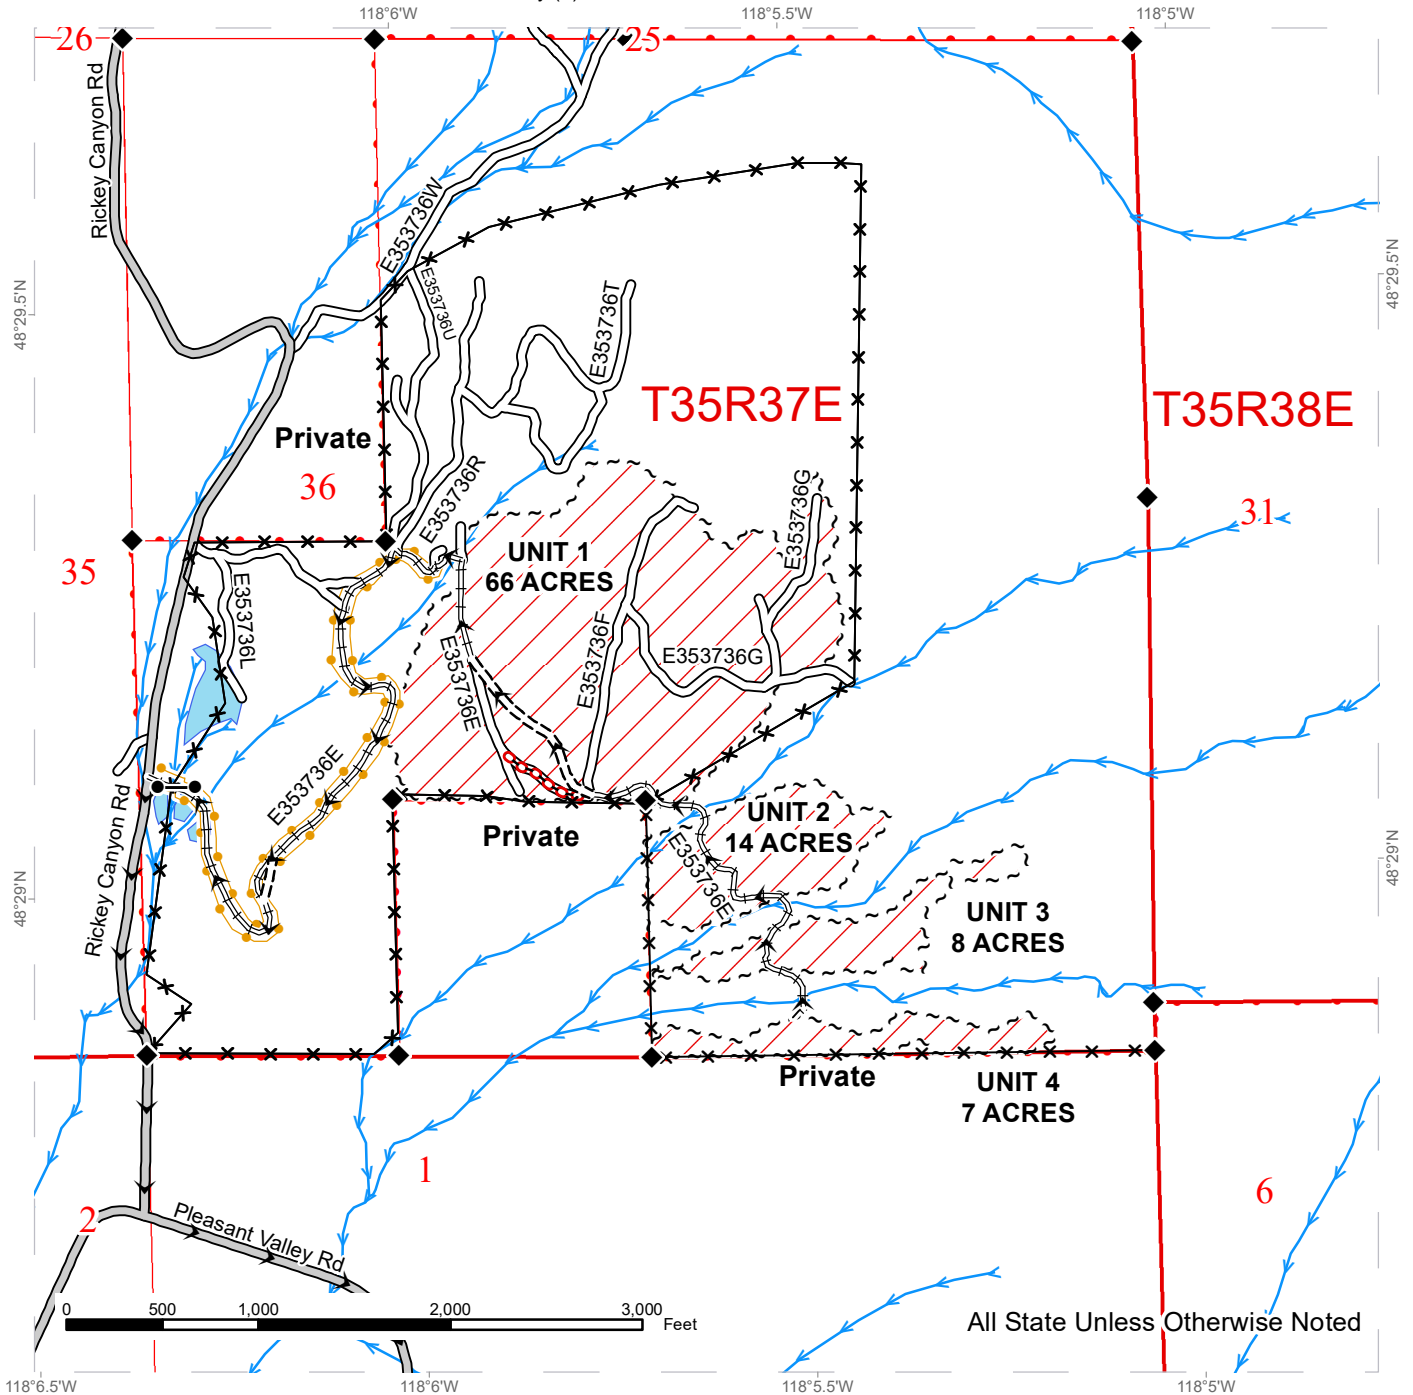 118°6'W
118°5.5'W
118°5'W
26
25
Rickey Canyon Rd
E353736W
48°29.5'N
48°29.5'N
E353736U
E353736T
T35R37E
T35R38E
Private
36
E353736R
E353736G
31
35
UNIT 1
66 ACRES
E353736L
E353736F
E353736G
E353736E
E353736E
UNIT 2
14 ACRES
Private
Rickey Canyon Rd
E353736E
48°29'N
48°29'N
UNIT 3
8 ACRES
Private
UNIT 4
7 ACRES
1
6
2
Pleasant Valley Rd
0
500
1,000
2,000
3,000
Feet
All State Unless Otherwise Noted
118°6.5'W
118°6'W
118°5.5'W
118°5'W